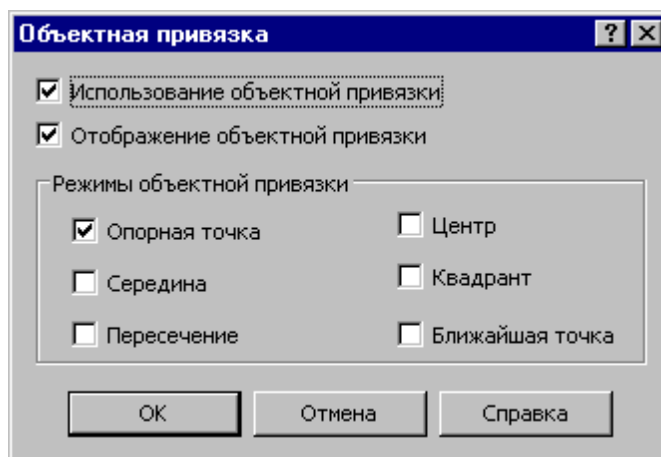 Объектная привязка
Использование объектной привязки
Отображение объектной привязки
Режимы объектной привязки
Опорная точка
Центр
Середина
Квадрант
Пересечение
Ближайшая точка
OK
Отмена
Справка